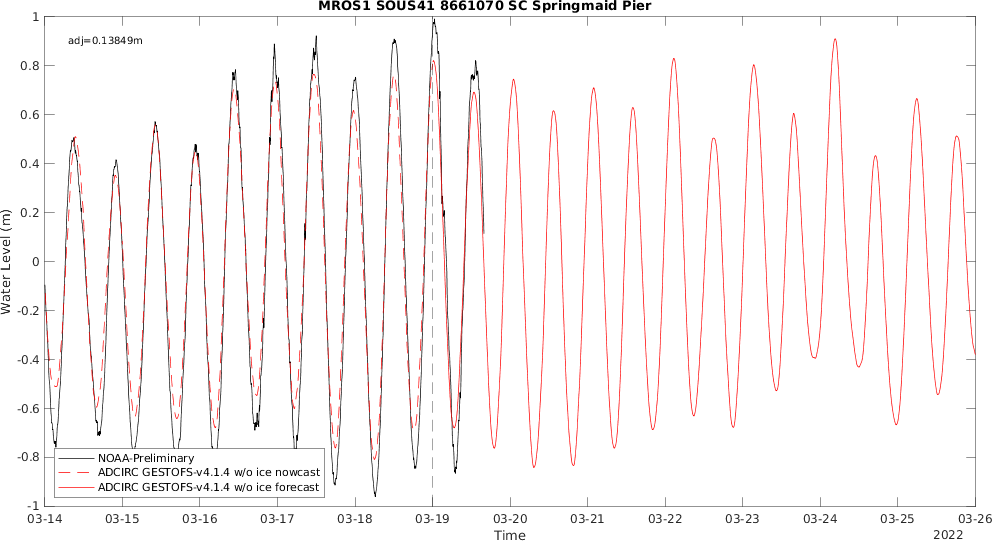 MROS1 SOUS41 8661070 SC Springmaid Pier
adj=0.13849m
1
0.8
0.6
0.4
0.2
0
-0.2
-0.4
-0.6
-0.8
-1
Water Level (m)
NOAA-Preliminary
ADCIRC GESTOFS-v4.1.4 w/o ice nowcast
ADCIRC GESTOFS-v4.1.4 w/o ice forecast
03-14 03-15 03-16 03-17 03-18 03-19 03-20 03-21 03-22 03-23 03-24 03-25 03-26
Time
2022